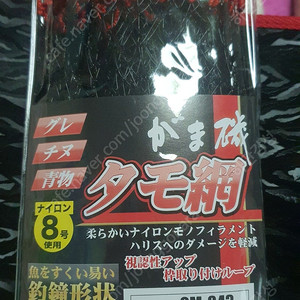 グレ
チヌ
青物
がま磯
タモ網
ナイロン
8号
使用
柔らかいナイロンモノフィラメント
ハリスへのダメージを軽減
視認性アップ
枠取り付けループ
魚をすくい易い
釣鐘形状